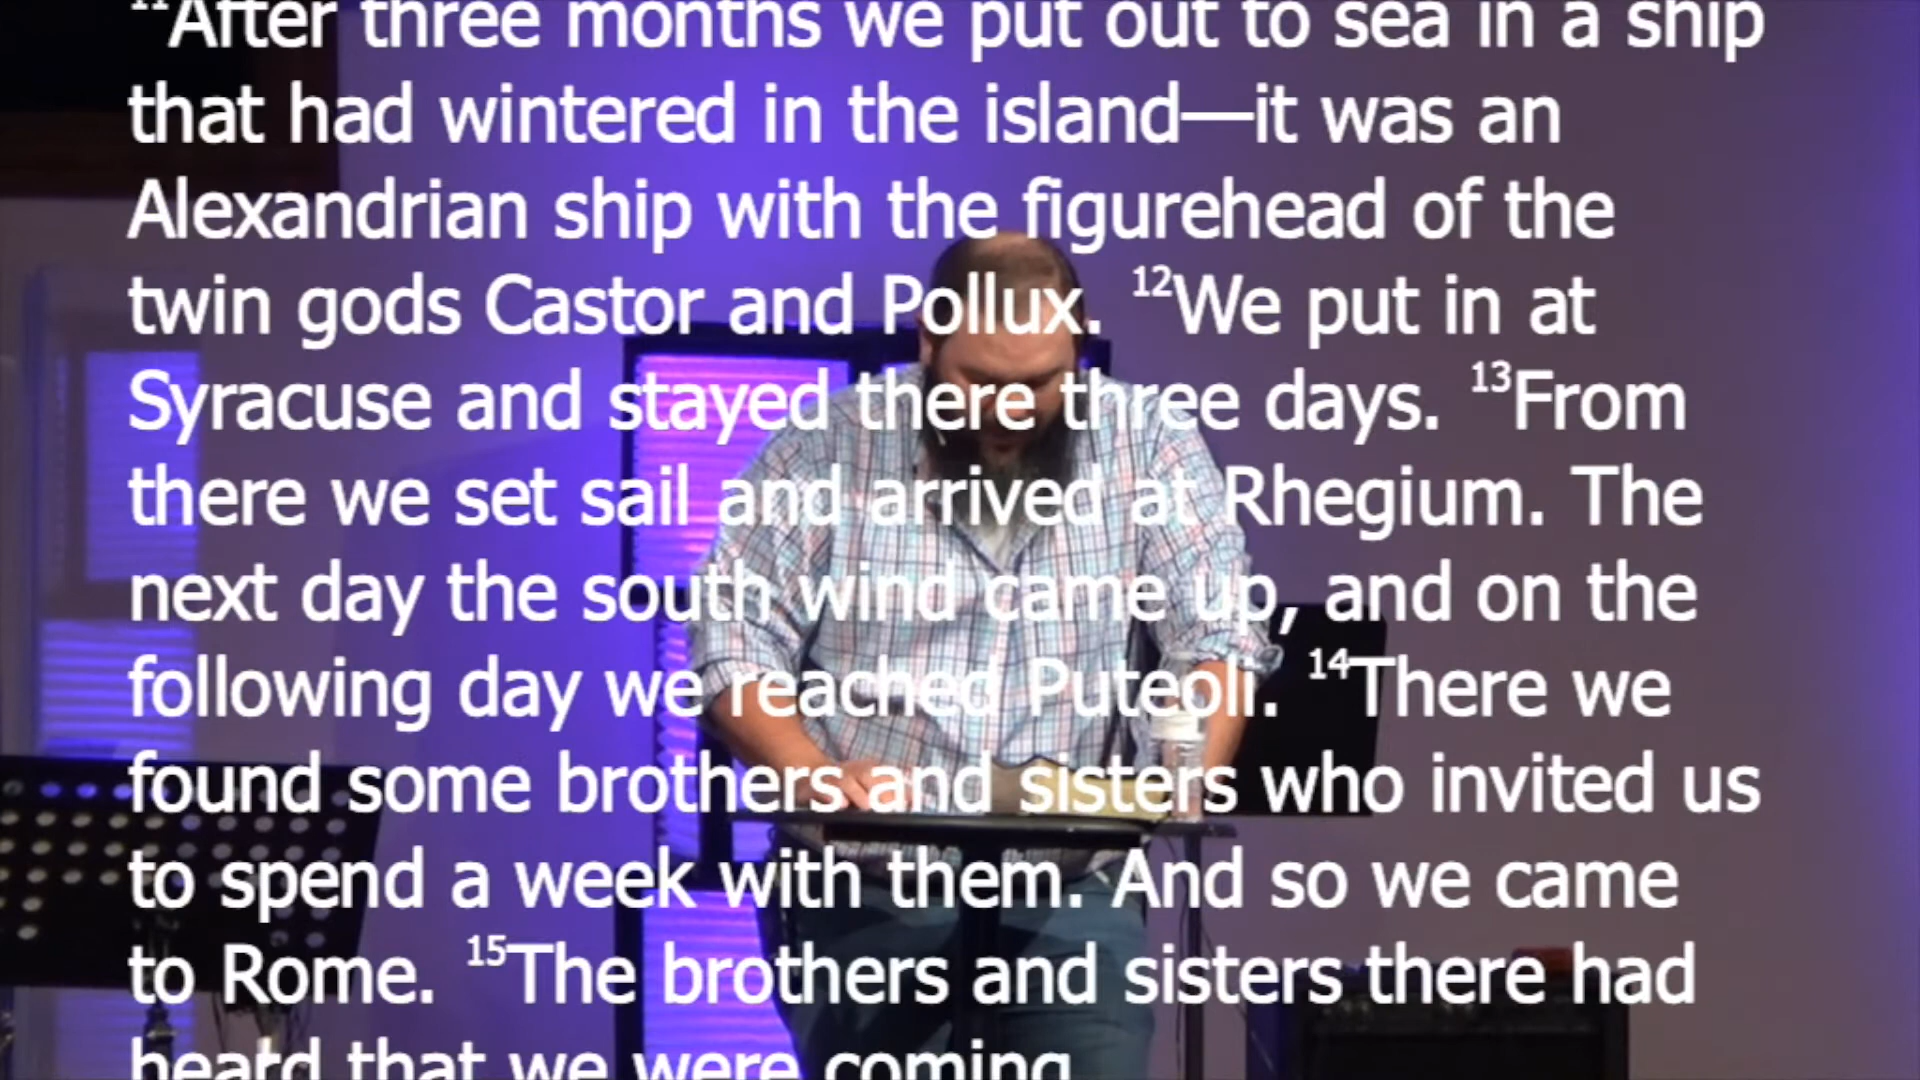 ¹¹After three months we put out to sea in a ship
that had wintered in the island—it was an
Alexandrian ship with the figurehead of the
twin gods Castor and Pollux. ¹²We put in at
Syracuse and stayed there three days. ¹³From
there we set sail and arrived at Rhegium. The
next day the south wind came up, and on the
following day we reached Puteoli. ¹⁴There we
found some brothers and sisters who invited us
to spend a week with them. And so we came
to Rome. ¹⁵The brothers and sisters there had
heard that we were coming